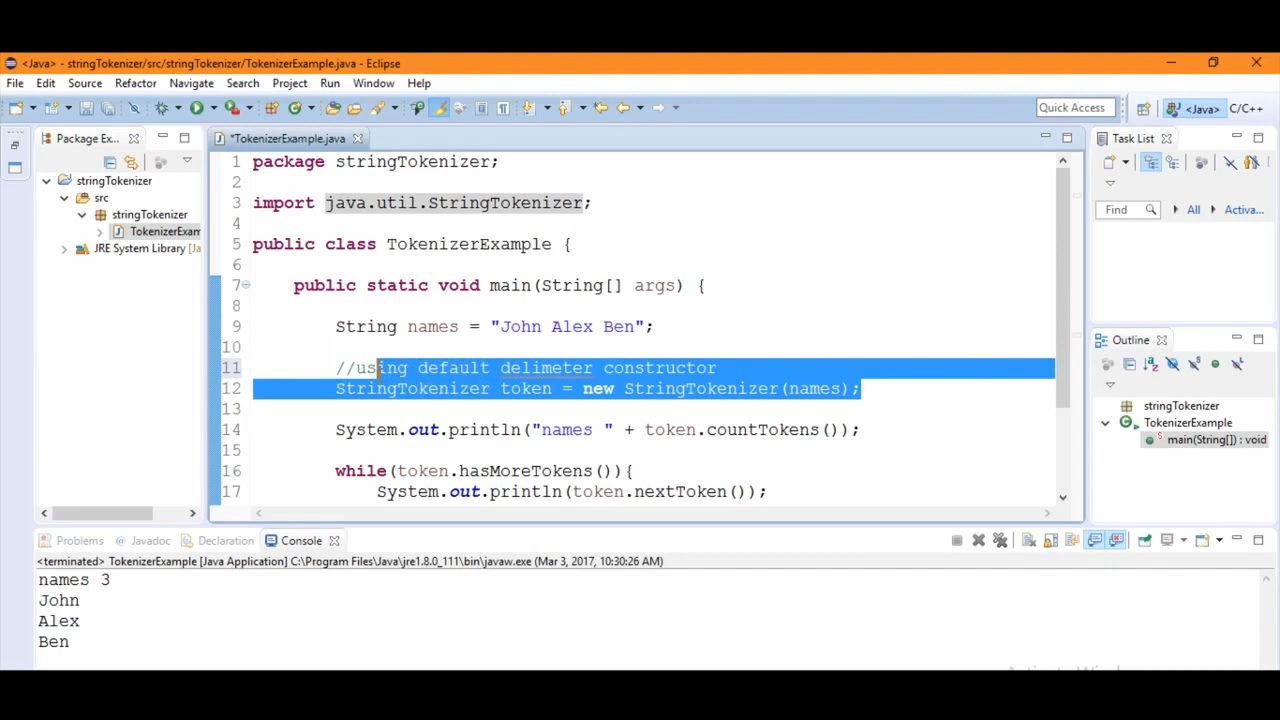 <Java> - stringTokenizer/src/stringTokenizer/TokenizerExample.java - Eclipse
File Edit Source Refactor Navigate Search Project Run Window Help
Quick Access <Java> C/C++
Package Ex...
stringTokenizer
src
stringTokenizer
TokenizerExam
JRE System Library [Ja
*TokenizerExample.java
1 package stringTokenizer;
2
3 import java.util.StringTokenizer;
4
5 public class TokenizerExample {
6
7 public static void main(String[] args) {
8
9 String names = "John Alex Ben";
10
11 //using default delimeter constructor
12 StringTokenizer token = new StringTokenizer(names);
13
14 System.out.println("names " + token.countTokens());
15
16 while(token.hasMoreTokens()){
17 System.out.println(token.nextToken());
Task List
Find All Activa...
Outline
stringTokenizer
TokenizerExample
main(String[]) : void
Problems Javadoc Declaration Console
<terminated> TokenizerExample [Java Application] C:\Program Files\Java\jre1.8.0_111\bin\javaw.exe (Mar 3, 2017, 10:30:26 AM)
names 3
John
Alex
Ben